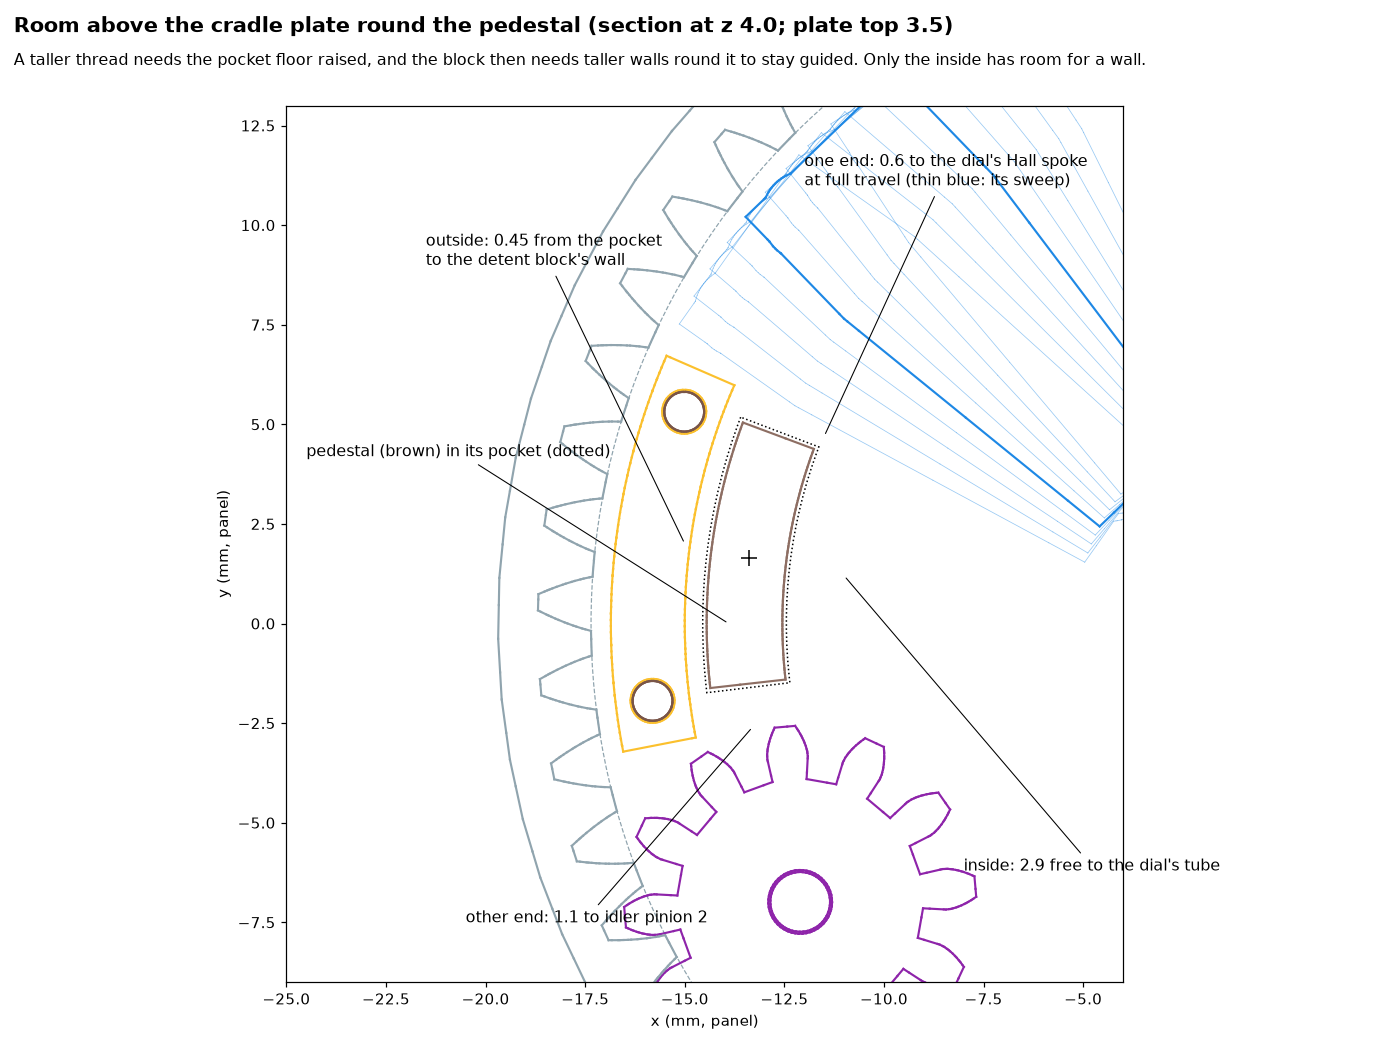 Room above the cradle plate round the pedestal (section at z 4.0; plate top 3.5)
A taller thread needs the pocket floor raised, and the block then needs taller walls round it to stay guided. Only the inside has room for a wall.
12.5
10.0
7.5
5.0
2.5
0.0
−2.5
−5.0
−7.5
y (mm, panel)
one end: 0.6 to the dial's Hall spoke
at full travel (thin blue: its sweep)
outside: 0.45 from the pocket
to the detent block's wall
pedestal (brown) in its pocket (dotted)
inside: 2.9 free to the dial's tube
other end: 1.1 to idler pinion 2
−25.0 −22.5 −20.0 −17.5 −15.0 −12.5 −10.0 −7.5 −5.0
x (mm, panel)